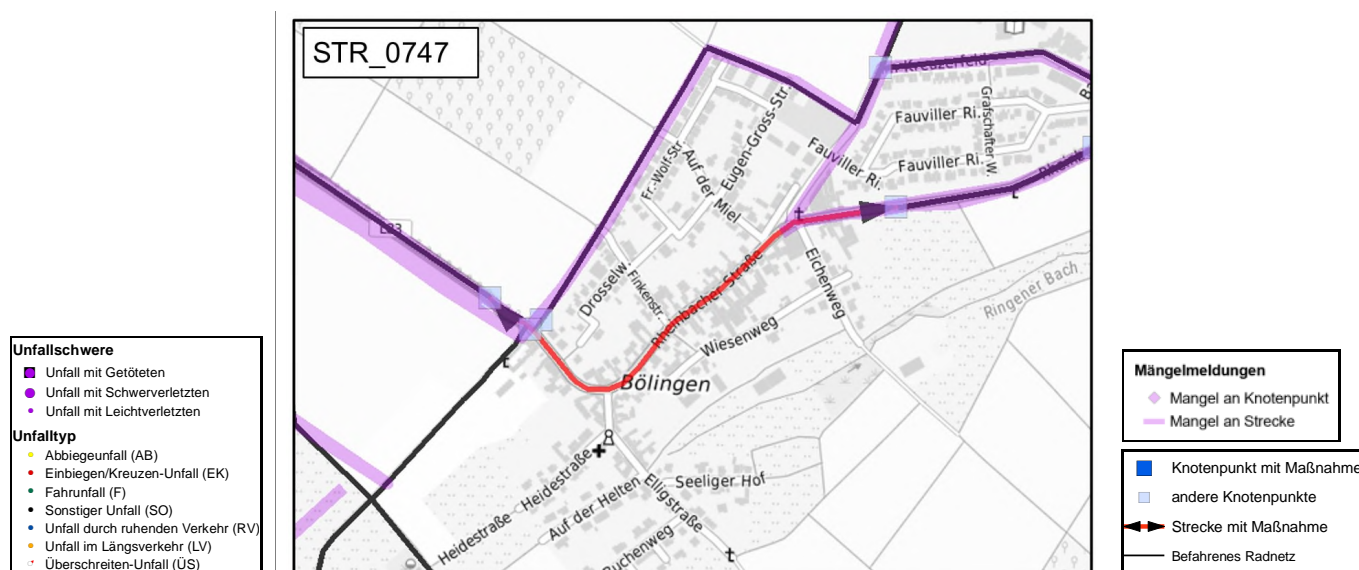 STR_0747
Kreuzerfeld
Ba
Grafschafter W.
Fauviller Ri.
Fauviller Ri.
Fauviller Ri.
Eugen-Gross-Str.
Fr.-Wolf-Str.
Auf der Miel
L83
Drosselw.
Finkenstr.
Rheinbacher Straße
Eichenweg
Wiesenweg
Ringener Bach
Bölingen
Heidestraße
Heidestraße
Auf der Helten
Elligstraße
Seeliger Hof
Buchenweg
Unfallschwere
Unfall mit Getöteten
Unfall mit Schwerverletzten
Unfall mit Leichtverletzten
Unfalltyp
Abbiegeunfall (AB)
Einbiegen/Kreuzen-Unfall (EK)
Fahrunfall (F)
Sonstiger Unfall (SO)
Unfall durch ruhenden Verkehr (RV)
Unfall im Längsverkehr (LV)
Überschreiten-Unfall (ÜS)
Mängelmeldungen
Mangel an Knotenpunkt
Mangel an Strecke
Knotenpunkt mit Maßnahme
andere Knotenpunkte
Strecke mit Maßnahme
Befahrenes Radnetz